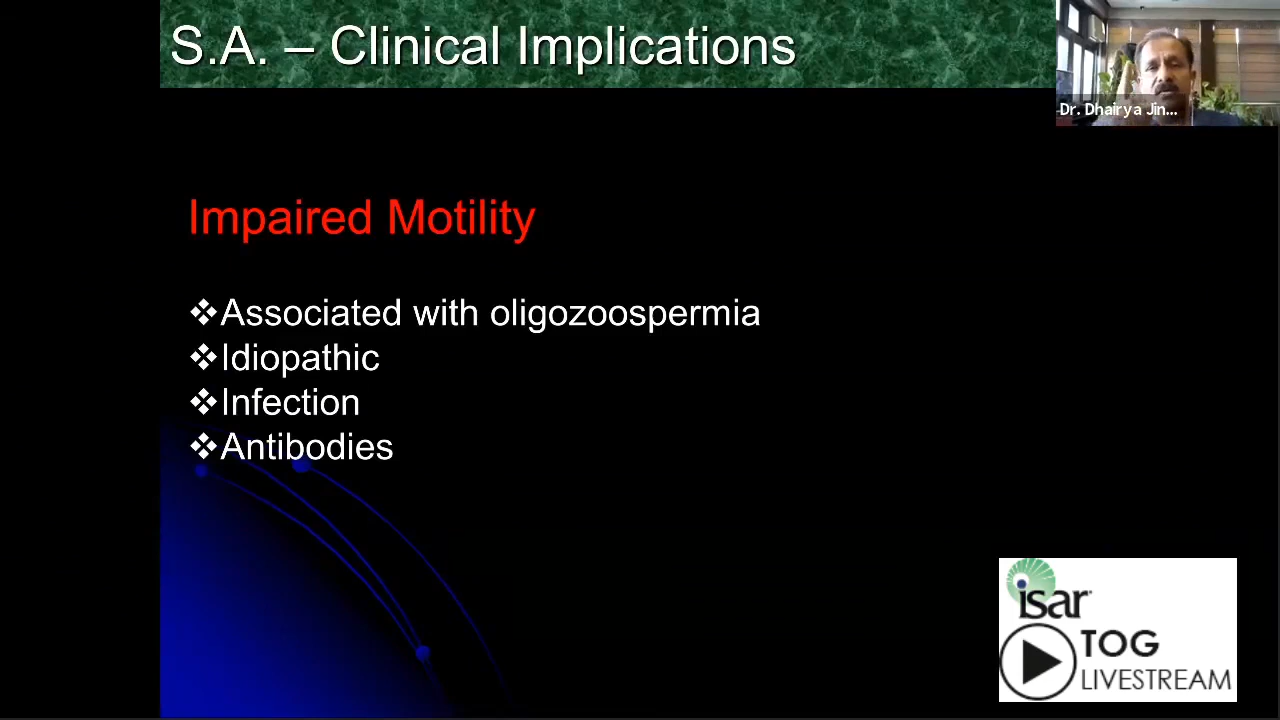 S.A. – Clinical Implications
Dr. Dhairya Jin...
Impaired Motility
❖Associated with oligozoospermia
❖Idiopathic
❖Infection
❖Antibodies
isar
TOG
LIVESTREAM